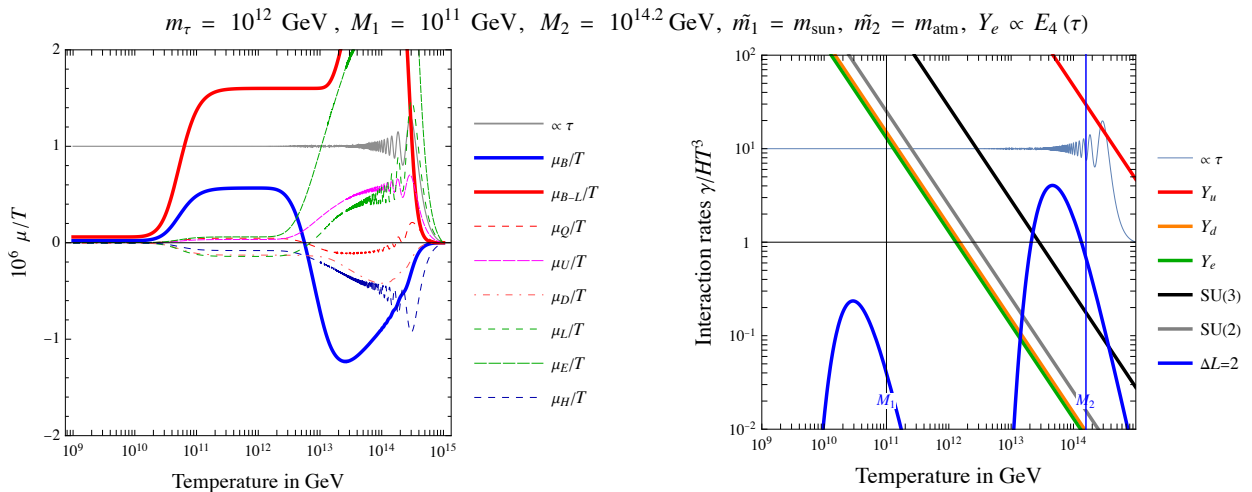 m_τ = 10^12 GeV, M_1 = 10^11 GeV, M_2 = 10^14.2 GeV, m̃_1 = m_sun, m̃_2 = m_atm, Y_e ∝ E_4(τ)
10^6 μ/T
2
1
0
-1
-2
10^9 10^10 10^11 10^12 10^13 10^14 10^15
Temperature in GeV
∝ τ
μ_B/T
μ_B-L/T
μ_Q/T
μ_U/T
μ_D/T
μ_L/T
μ_E/T
μ_H/T
Interaction rates γ/HT^3
10^2
10^1
1
10^-1
10^-2
M_1
M_2
10^9 10^10 10^11 10^12 10^13 10^14
Temperature in GeV
∝ τ
Y_u
Y_d
Y_e
SU(3)
SU(2)
ΔL=2